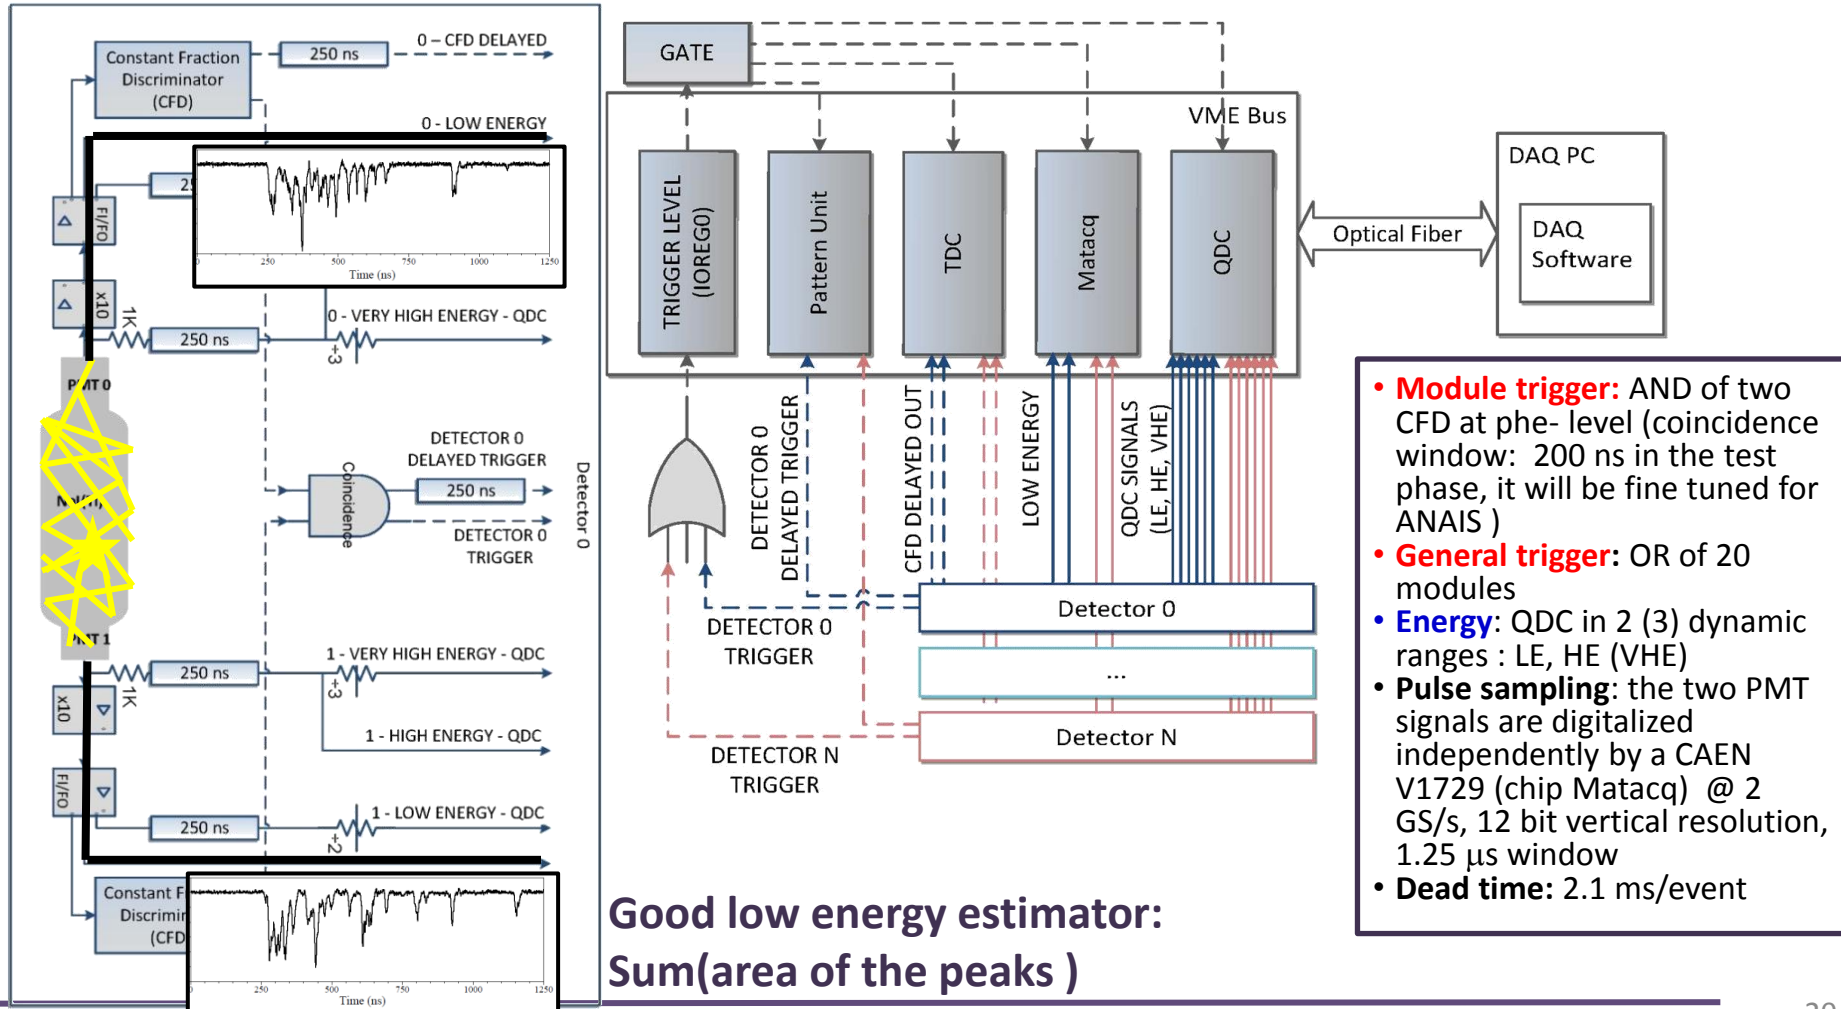 Constant Fraction
Discriminator
(CFD)
250 ns
0 – CFD DELAYED
0 - LOW ENERGY
0 250 500 750 1000 1250
Time (ns)
FI/FO
x10
1K
250 ns
0 - VERY HIGH ENERGY - QDC
+3
PMT 0
DETECTOR 0
DELAYED TRIGGER
Coincidence
250 ns
DETECTOR 0
TRIGGER
Detector 0
PMT 1
1K
250 ns
1 - VERY HIGH ENERGY - QDC
+3
x10
1 - HIGH ENERGY - QDC
FI/FO
250 ns
1 - LOW ENERGY - QDC
+2
Constant F
Discrimin
(CFD
250 500 750 1000 1250
Time (ns)
GATE
VME Bus
TRIGGER LEVEL
(IOREG0)
Pattern Unit
TDC
Matacq
QDC
Optical Fiber
DAQ PC
DAQ
Software
DETECTOR 0
DELAYED TRIGGER
CFD DELAYED OUT
LOW ENERGY
QDC SIGNALS
(LE, HE, VHE)
DETECTOR 0
TRIGGER
Detector 0
...
Detector N
DETECTOR N
TRIGGER
• Module trigger: AND of two
CFD at phe- level (coincidence
window: 200 ns in the test
phase, it will be fine tuned for
ANAIS )
• General trigger: OR of 20
modules
• Energy: QDC in 2 (3) dynamic
ranges : LE, HE (VHE)
• Pulse sampling: the two PMT
signals are digitalized
independently by a CAEN
V1729 (chip Matacq) @ 2
GS/s, 12 bit vertical resolution,
1.25 μs window
• Dead time: 2.1 ms/event
Good low energy estimator:
Sum(area of the peaks )